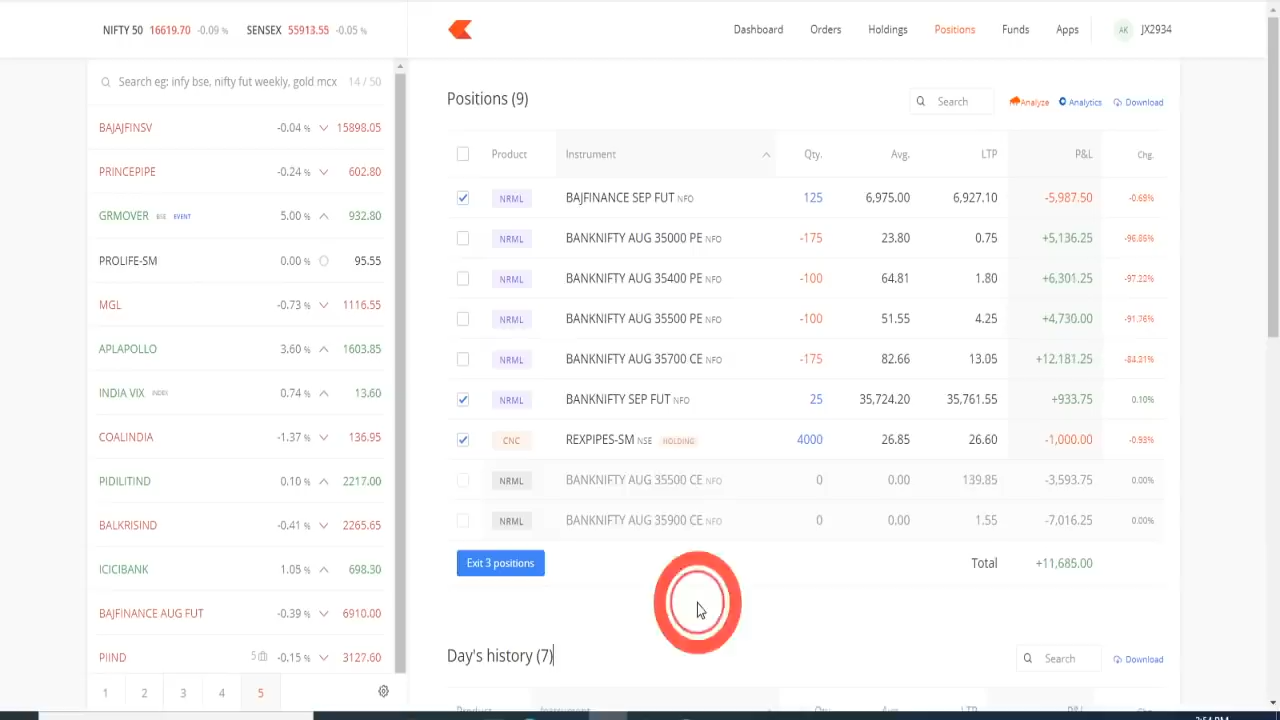 NIFTY 50 16619.70 -0.09 % SENSEX 55913.55 -0.05 %
Dashboard Orders Holdings Positions Funds Apps AK JX2934
Search eg: infy bse, nifty fut weekly, gold mcx 14 / 50
BAJAJFINSV -0.04 % 15898.05
PRINCEPIPE -0.24 % 602.80
GRMOVER BSE EVENT 5.00 % 932.80
PROLIFE-SM 0.00 % 95.55
MGL -0.73 % 1116.55
APLAPOLLO 3.60 % 1603.85
INDIA VIX INDEX 0.74 % 13.60
COALINDIA -1.37 % 136.95
PIDILITIND 0.10 % 2217.00
BALKRISIND -0.41 % 2265.65
ICICIBANK 1.05 % 698.30
BAJFINANCE AUG FUT -0.39 % 6910.00
PIIND 5 -0.15 % 3127.60
1 2 3 4 5
Positions (9) Search Analyze Analytics Download
Product Instrument Qty. Avg. LTP P&L Chg.
NRML BAJFINANCE SEP FUT NFO 125 6,975.00 6,927.10 -5,987.50 -0.69%
NRML BANKNIFTY AUG 35000 PE NFO -175 23.80 0.75 +5,136.25 -96.86%
NRML BANKNIFTY AUG 35400 PE NFO -100 64.81 1.80 +6,301.25 -97.22%
NRML BANKNIFTY AUG 35500 PE NFO -100 51.55 4.25 +4,730.00 -91.76%
NRML BANKNIFTY AUG 35700 CE NFO -175 82.66 13.05 +12,181.25 -84.21%
NRML BANKNIFTY SEP FUT NFO 25 35,724.20 35,761.55 +933.75 0.10%
CNC REXPIPES-SM NSE HOLDING 4000 26.85 26.60 -1,000.00 -0.93%
NRML BANKNIFTY AUG 35500 CE NFO 0 0.00 139.85 -3,593.75 0.00%
NRML BANKNIFTY AUG 35900 CE NFO 0 0.00 1.55 -7,016.25 0.00%
Exit 3 positions Total +11,685.00
Day's history (7) Search Download
Product Instrument Qty. Avg. LTP P&L